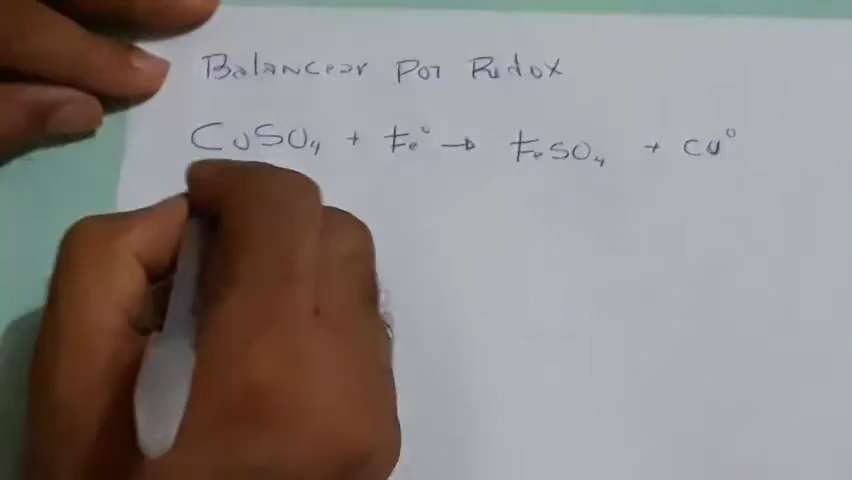 Balancear Por Redox
CuSO₄ + Fe° → FeSO₄ + Cu°